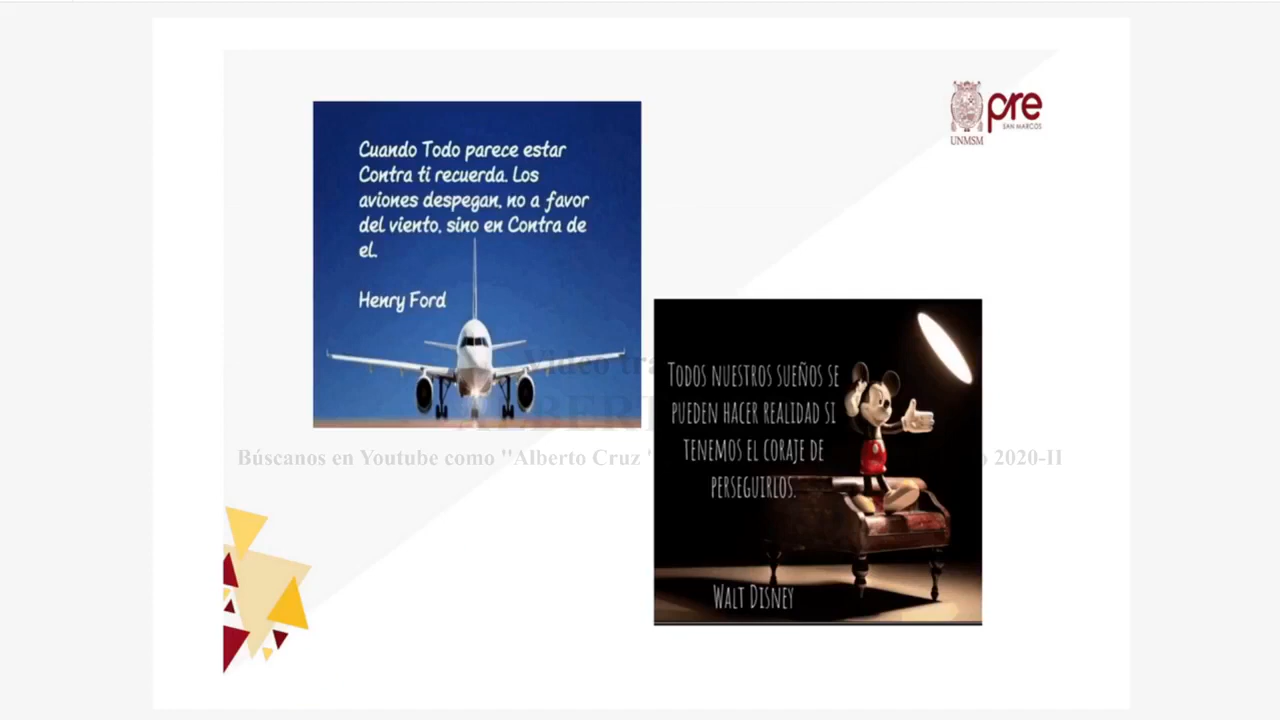 pre
SAN MARCOS
UNMSM
Cuando Todo parece estar
Contra ti recuerda. Los
aviones despegan, no a favor
del viento, sino en Contra de
el.
Henry Ford
Video
ALBERT
Búscanos en Youtube como "Alberto Cruz
2020-II
TODOS NUESTROS SUEÑOS SE
PUEDEN HACER REALIDAD SI
TENEMOS EL CORAJE DE
PERSEGUIRLOS.
WALT DISNEY